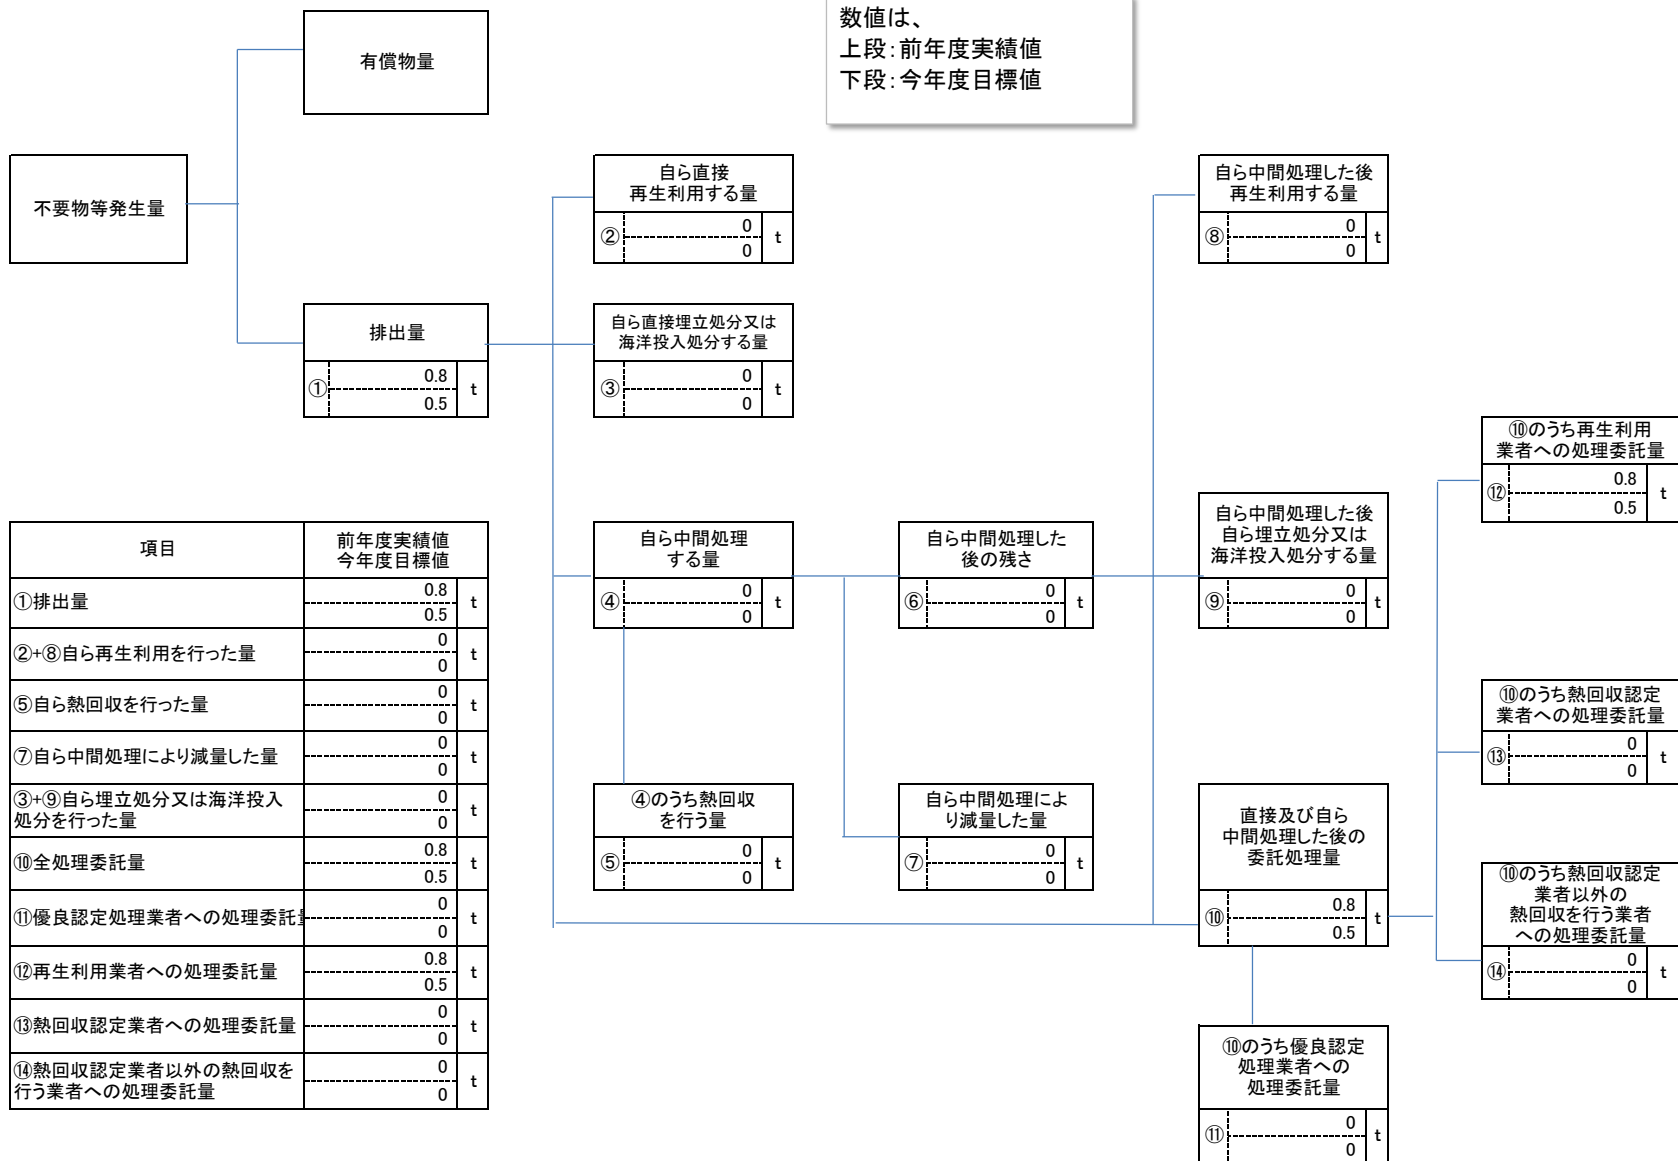 数値は、
上段：前年度実績値
下段：今年度目標値
有償物量
不要物等発生量
排出量
①
0.8
0.5
t
自ら直接
再生利用する量
②
0
0
t
自ら直接埋立処分又は
海洋投入処分する量
③
0
0
t
自ら中間処理した後
再生利用する量
⑧
0
0
t
⑩のうち再生利用
業者への処理委託量
⑫
0.8
0.5
t
自ら中間処理
する量
④
0
0
t
自ら中間処理した
後の残さ
⑥
0
0
t
自ら中間処理した後
自ら埋立処分又は
海洋投入処分する量
⑨
0
0
t
⑩のうち熱回収認定
業者への処理委託量
⑬
0
0
t
④のうち熱回収
を行う量
⑤
0
0
t
自ら中間処理によ
り減量した量
⑦
0
0
t
直接及び自ら
中間処理した後の
委託処理量
⑩
0.8
0.5
t
⑩のうち熱回収認定
業者以外の
熱回収を行う業者
への処理委託量
⑭
0
0
t
⑩のうち優良認定
処理業者への
処理委託量
⑪
0
0
t
項目
前年度実績値
今年度目標値
①排出量
0.8
0.5
t
②+⑧自ら再生利用を行った量
0
0
t
⑤自ら熱回収を行った量
0
0
t
⑦自ら中間処理により減量した量
0
0
t
③+⑨自ら埋立処分又は海洋投入
処分を行った量
0
0
t
⑩全処理委託量
0.8
0.5
t
⑪優良認定処理業者への処理委託
0
0
t
⑫再生利用業者への処理委託量
0.8
0.5
t
⑬熱回収認定業者への処理委託量
0
0
t
⑭熱回収認定業者以外の熱回収を
行う業者への処理委託量
0
0
t